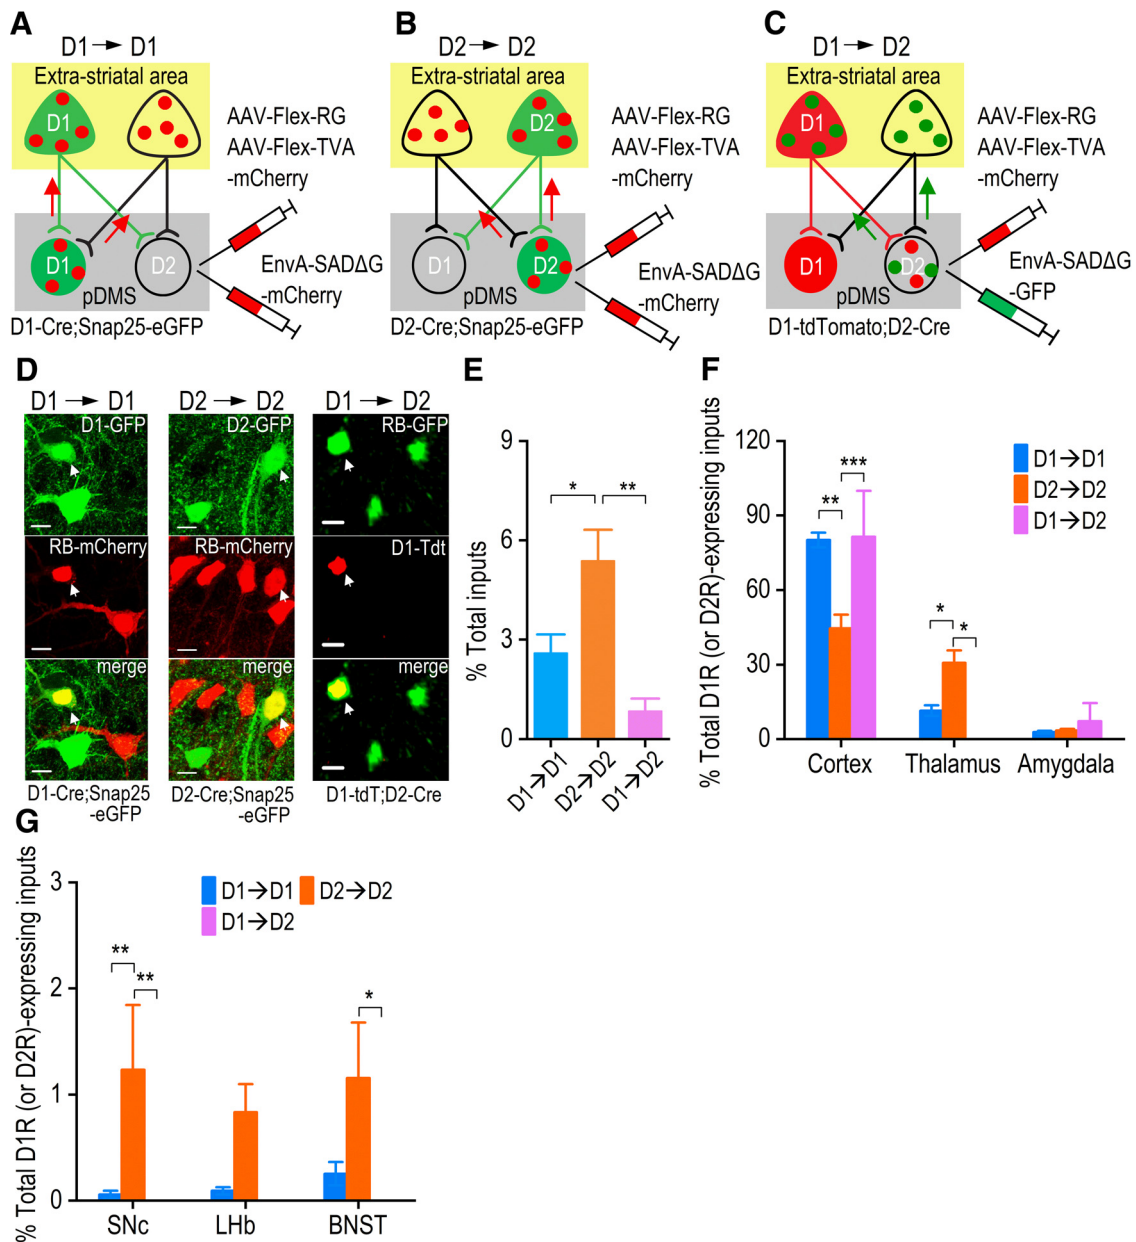 A
D1 → D1
Extra-striatal area
D1
AAV-Flex-RG
AAV-Flex-TVA
-mCherry
D1
D2
EnvA-SADΔG
-mCherry
pDMS
D1-Cre;Snap25-eGFP
B
D2 → D2
Extra-striatal area
D2
AAV-Flex-RG
AAV-Flex-TVA
-mCherry
D1
D2
EnvA-SADΔG
-mCherry
pDMS
D2-Cre;Snap25-eGFP
C
D1 → D2
Extra-striatal area
D1
AAV-Flex-RG
AAV-Flex-TVA
-mCherry
D1
D2
EnvA-SADΔG
-GFP
pDMS
D1-tdTomato;D2-Cre
D
D1 → D1
D2 → D2
D1 → D2
D1-GFP
D2-GFP
RB-GFP
RB-mCherry
RB-mCherry
D1-Tdt
merge
merge
merge
D1-Cre;Snap25
-eGFP
D2-Cre;Snap25
-eGFP
D1-tdT;D2-Cre
E
% Total inputs
9
6
3
0
*
**
D1→D1
D2→D2
D1→D2
F
% Total D1R (or D2R)-expressing inputs
120
90
60
30
0
**
***
*
*
D1→D1
D2→D2
D1→D2
Cortex
Thalamus
Amygdala
G
% Total D1R (or D2R)-expressing inputs
3
2
1
0
D1→D1
D2→D2
D1→D2
**
**
*
SNc
LHb
BNST